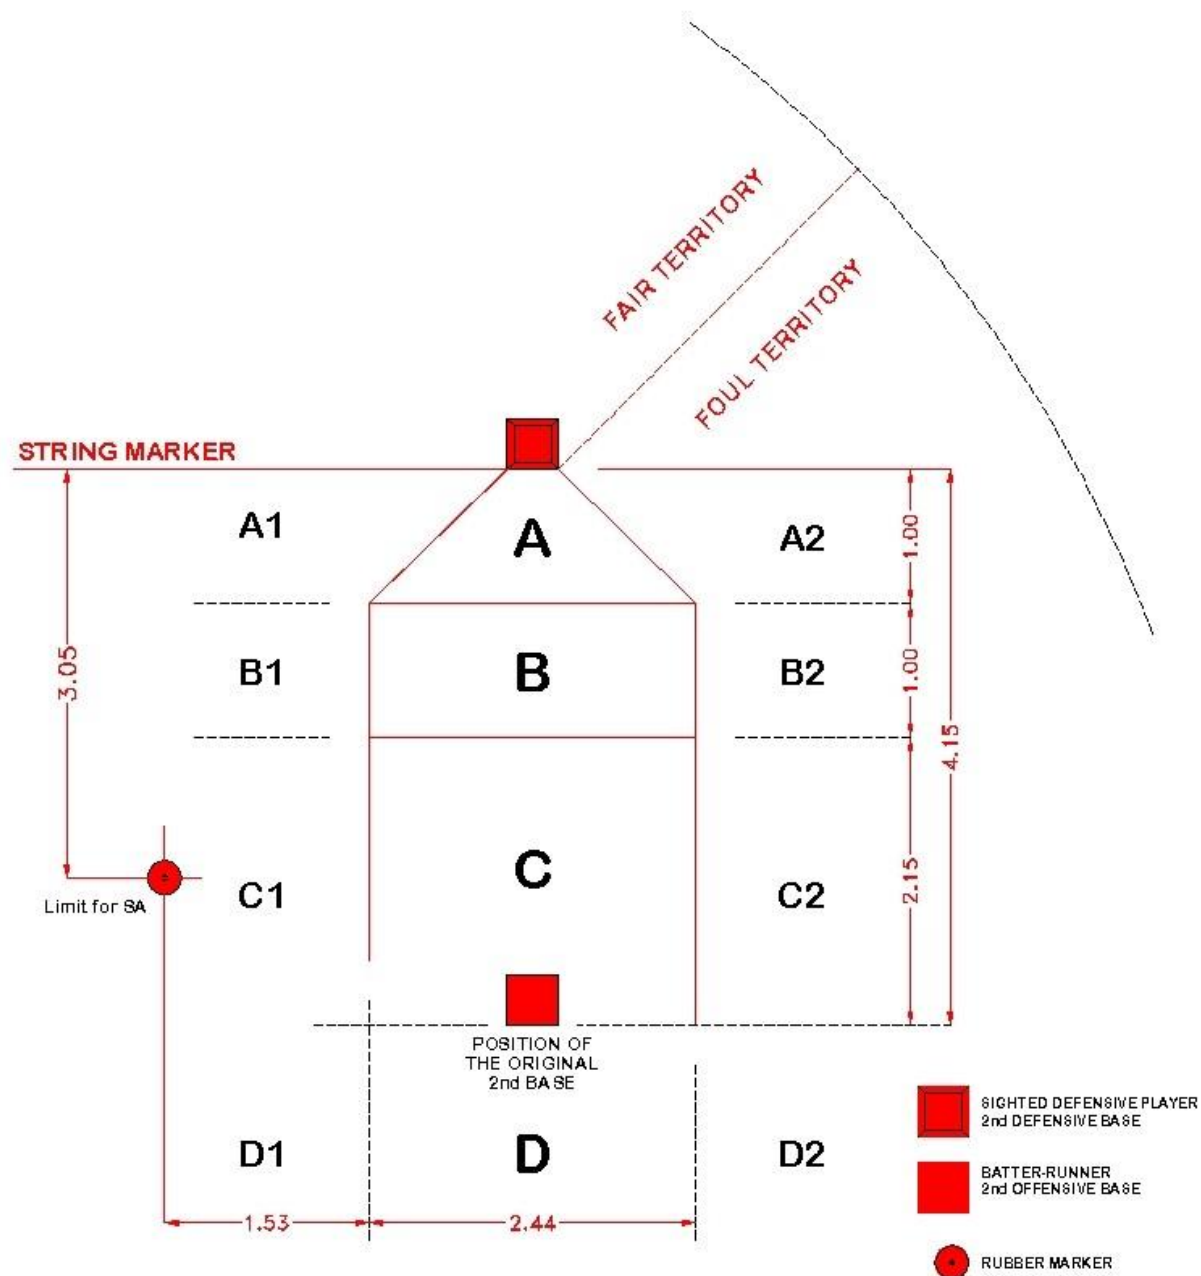 FAIR TERRITORY
FOUL TERRITORY
STRING MARKER
A1
A
A2
1.00
3.05
B1
B
B2
1.00
4.15
C1
C
C2
2.15
Limit for SA
POSITION OF
THE ORIGINAL
2nd BASE
D1
D
D2
1.53
2.44
SIGHTED DEFENSIVE PLAYER
2nd DEFENSIVE BASE
BATTER-RUNNER
2nd OFFENSIVE BASE
RUBBER MARKER